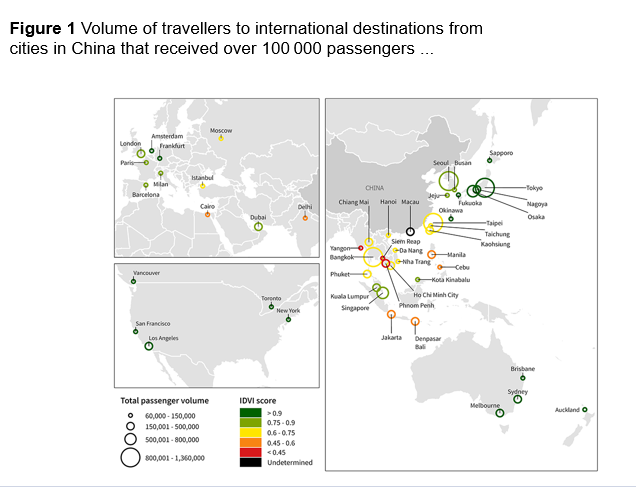 Figure 1 Volume of travellers to international destinations from
cities in China that received over 100 000 passengers ...
Moscow
Amsterdam
London
Frankfurt
Paris
Istanbul
Milan
Barcelona
Cairo
Delhi
Dubai
Vancouver
Toronto
New York
San Francisco
Los Angeles
Sapporo
Seoul
Busan
CHINA
Tokyo
Jeju
Chiang Mai
Hanoi
Macau
Fukuoka
Nagoya
Okinawa
Osaka
Taipei
Taichung
Siem Reap
Kaohsiung
Yangon
Da Nang
Bangkok
Manila
Nha Trang
Cebu
Phuket
Kota Kinabalu
Kuala Lumpur
Ho Chi Minh City
Singapore
Phnom Penh
Jakarta
Denpasar
Bali
Brisbane
Sydney
Melbourne
Auckland
Total passenger volume
60,000 - 150,000
150,001 - 500,000
500,001 - 800,000
800,001 - 1,360,000
IDVI score
> 0.9
0.75 - 0.9
0.6 - 0.75
0.45 - 0.6
< 0.45
Undetermined